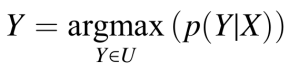 Y = argmax (p(Y|X))
Y∈U